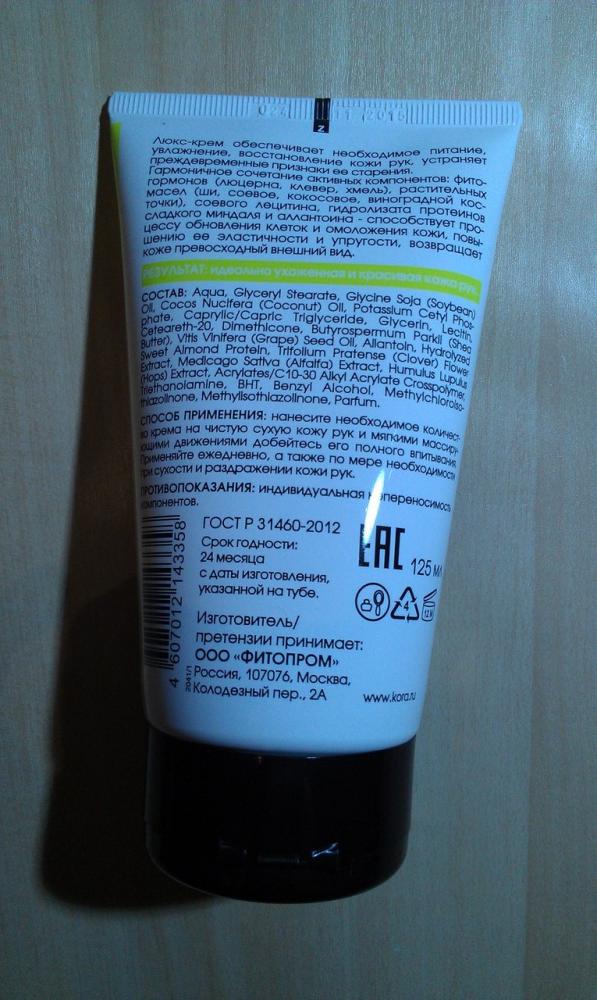 11 2015
Люкс-крем обеспечивает необходимое питание,
увлажнение, восстановление кожи рук, устраняет
преждевременные признаки ее старения.
Гармоничное сочетание активных компонентов: фито-
гормонов (люцерна, клевер, хмель), растительных
масел (ши, соевое, кокосовое, виноградной кос-
точки), соевого лецитина, гидролизата протеинов
сладкого миндаля и аллантоина - способствует про-
цессу обновления клеток и омоложения кожи, повы-
шению ее эластичности и упругости, возвращает
коже превосходный внешний вид.
РЕЗУЛЬТАТ: идеально ухоженная и красивая кожа рук.
СОСТАВ: Aqua, Glyceryl Stearate, Glycine Soja (Soybean)
Oil, Cocos Nucifera (Coconut) Oil, Potassium Cetyl Phos-
phate, Caprylic/Capric Triglyceride, Glycerin, Lecitin,
Ceteareth-20, Dimethicone, Butyrospermum Parkii (Shea
Butter), Vitis Vinifera (Grape) Seed Oil, Allantoin, Hydrolyzed
Sweet Almond Protein, Trifolium Pratense (Clover) Flower
Extract, Medicago Sativa (Alfalfa) Extract, Humulus Lupulus
(Hops) Extract, Acrylates/C10-30 Alkyl Acrylate Crosspolymer,
Triethanolamine, BHT, Benzyl Alcohol, Methylchloroiso-
thiazolinone, Methylisothiazolinone, Parfum.
СПОСОБ ПРИМЕНЕНИЯ: нанесите необходимое количест-
во крема на чистую сухую кожу рук и мягкими массиру-
ющими движениями добейтесь его полного впитывания.
Применяйте ежедневно, а также по мере необходимости
при сухости и раздражении кожи рук.
ПРОТИВОПОКАЗАНИЯ: индивидуальная непереносимость
компонентов.
ГОСТ Р 31460-2012
Срок годности:
24 месяца
с даты изготовления,
указанной на тубе.
EAC
125 мл
4
12 M
Изготовитель/
претензии принимает:
ООО «ФИТОПРОМ»
Россия, 107076, Москва,
Колодезный пер., 2А
www.kora.ru
4 607012 143358
2041/1